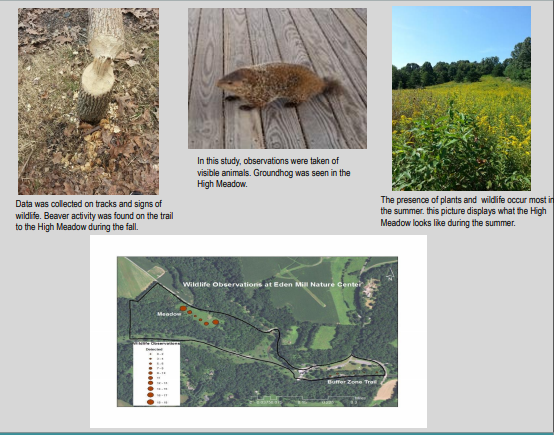 In this study, observations were taken of
visible animals. Groundhog was seen in the
High Meadow.
Data was collected on tracks and signs of
wildlife. Beaver activity was found on the trail
to the High Meadow during the fall.
The presence of plants and wildlife occur most in
the summer. this picture displays what the High
Meadow looks like during the summer.
Wildlife Observations at Eden Mill Nature Center
Meadow
Wildlife Observations
Detected
Buffer Zone Trail